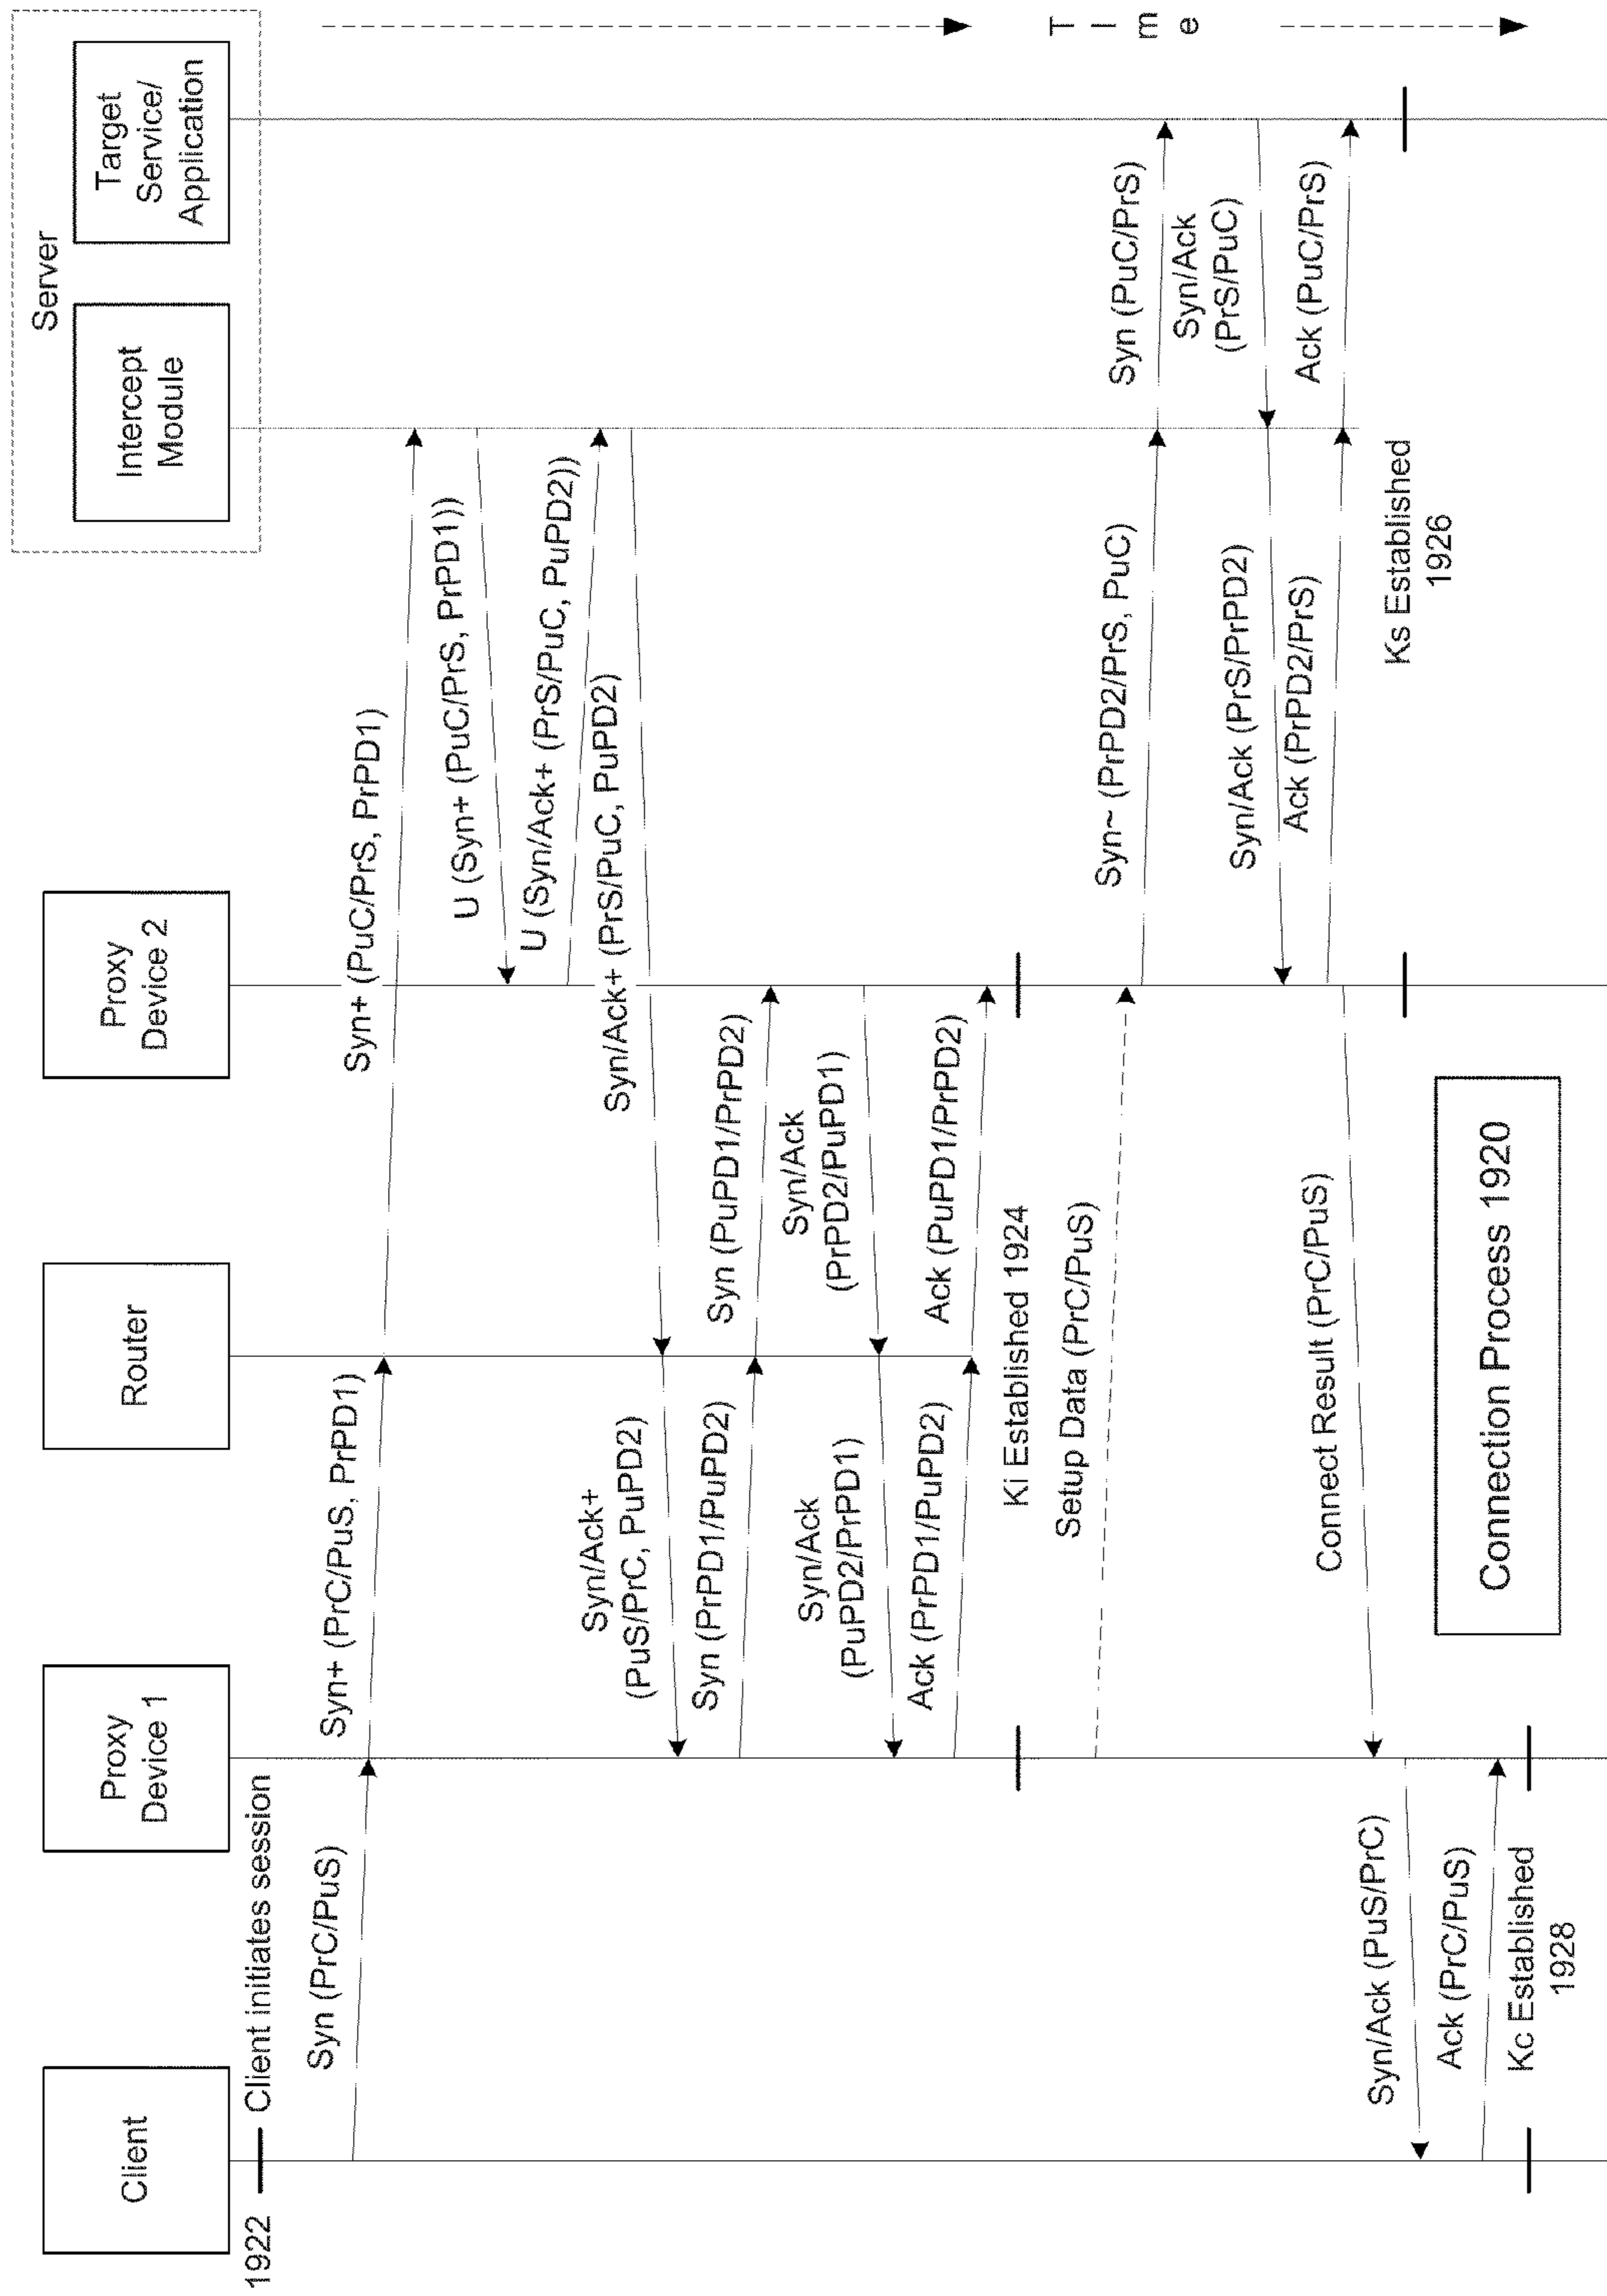 Server
Client
Proxy
Device 1
Router
Proxy
Device 2
Intercept
Module
Target
Service/
Application
1922
Client initiates session
Syn (PrC/PuS)
Syn+ (PrC/PuS, PrPD1)
Syn+ (PuC/PrS, PrPD1)
U (Syn+ (PuC/PrS, PrPD1))
U (Syn/Ack+ (PrS/PuC, PuPD2))
Syn/Ack+ (PrS/PuC, PuPD2)
Syn/Ack+
(PuS/PrC, PuPD2)
Syn (PrPD1/PuPD2)
Syn (PuPD1/PrPD2)
Syn/Ack
(PrPD2/PuPD1)
Syn/Ack
(PuPD2/PrPD1)
Ack (PrPD1/PuPD2)
Ack (PuPD1/PrPD2)
Ki Established 1924
Setup Data (PrC/PuS)
Syn~ (PrPD2/PrS, PuC)
Syn (PuC/PrS)
Syn/Ack
(PrS/PuC)
Syn/Ack (PrS/PrPD2)
Ack (PrPD2/PrS)
Ack (PuC/PrS)
Ks Established
1926
Connect Result (PrC/PuS)
Syn/Ack (PuS/PrC)
Ack (PrC/PuS)
Kc Established
1928
Connection Process 1920
T
I
m
e